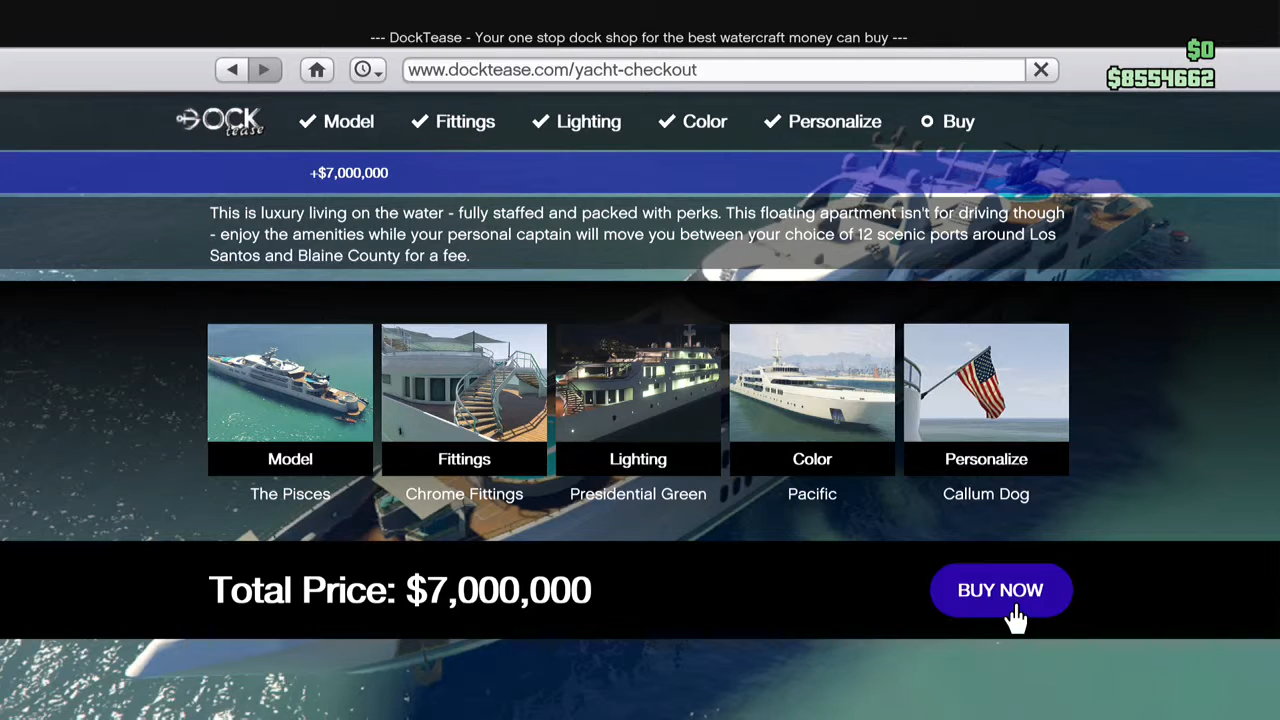 --- DockTease - Your one stop dock shop for the best watercraft money can buy ---
$0
www.docktease.com/yacht-checkout
$8554662
DOCK tease
Model
Fittings
Lighting
Color
Personalize
Buy
+$7,000,000
This is luxury living on the water - fully staffed and packed with perks. This floating apartment isn't for driving though
- enjoy the amenities while your personal captain will move you between your choice of 12 scenic ports around Los
Santos and Blaine County for a fee.
Model
Fittings
Lighting
Color
Personalize
The Pisces
Chrome Fittings
Presidential Green
Pacific
Callum Dog
Total Price: $7,000,000
BUY NOW